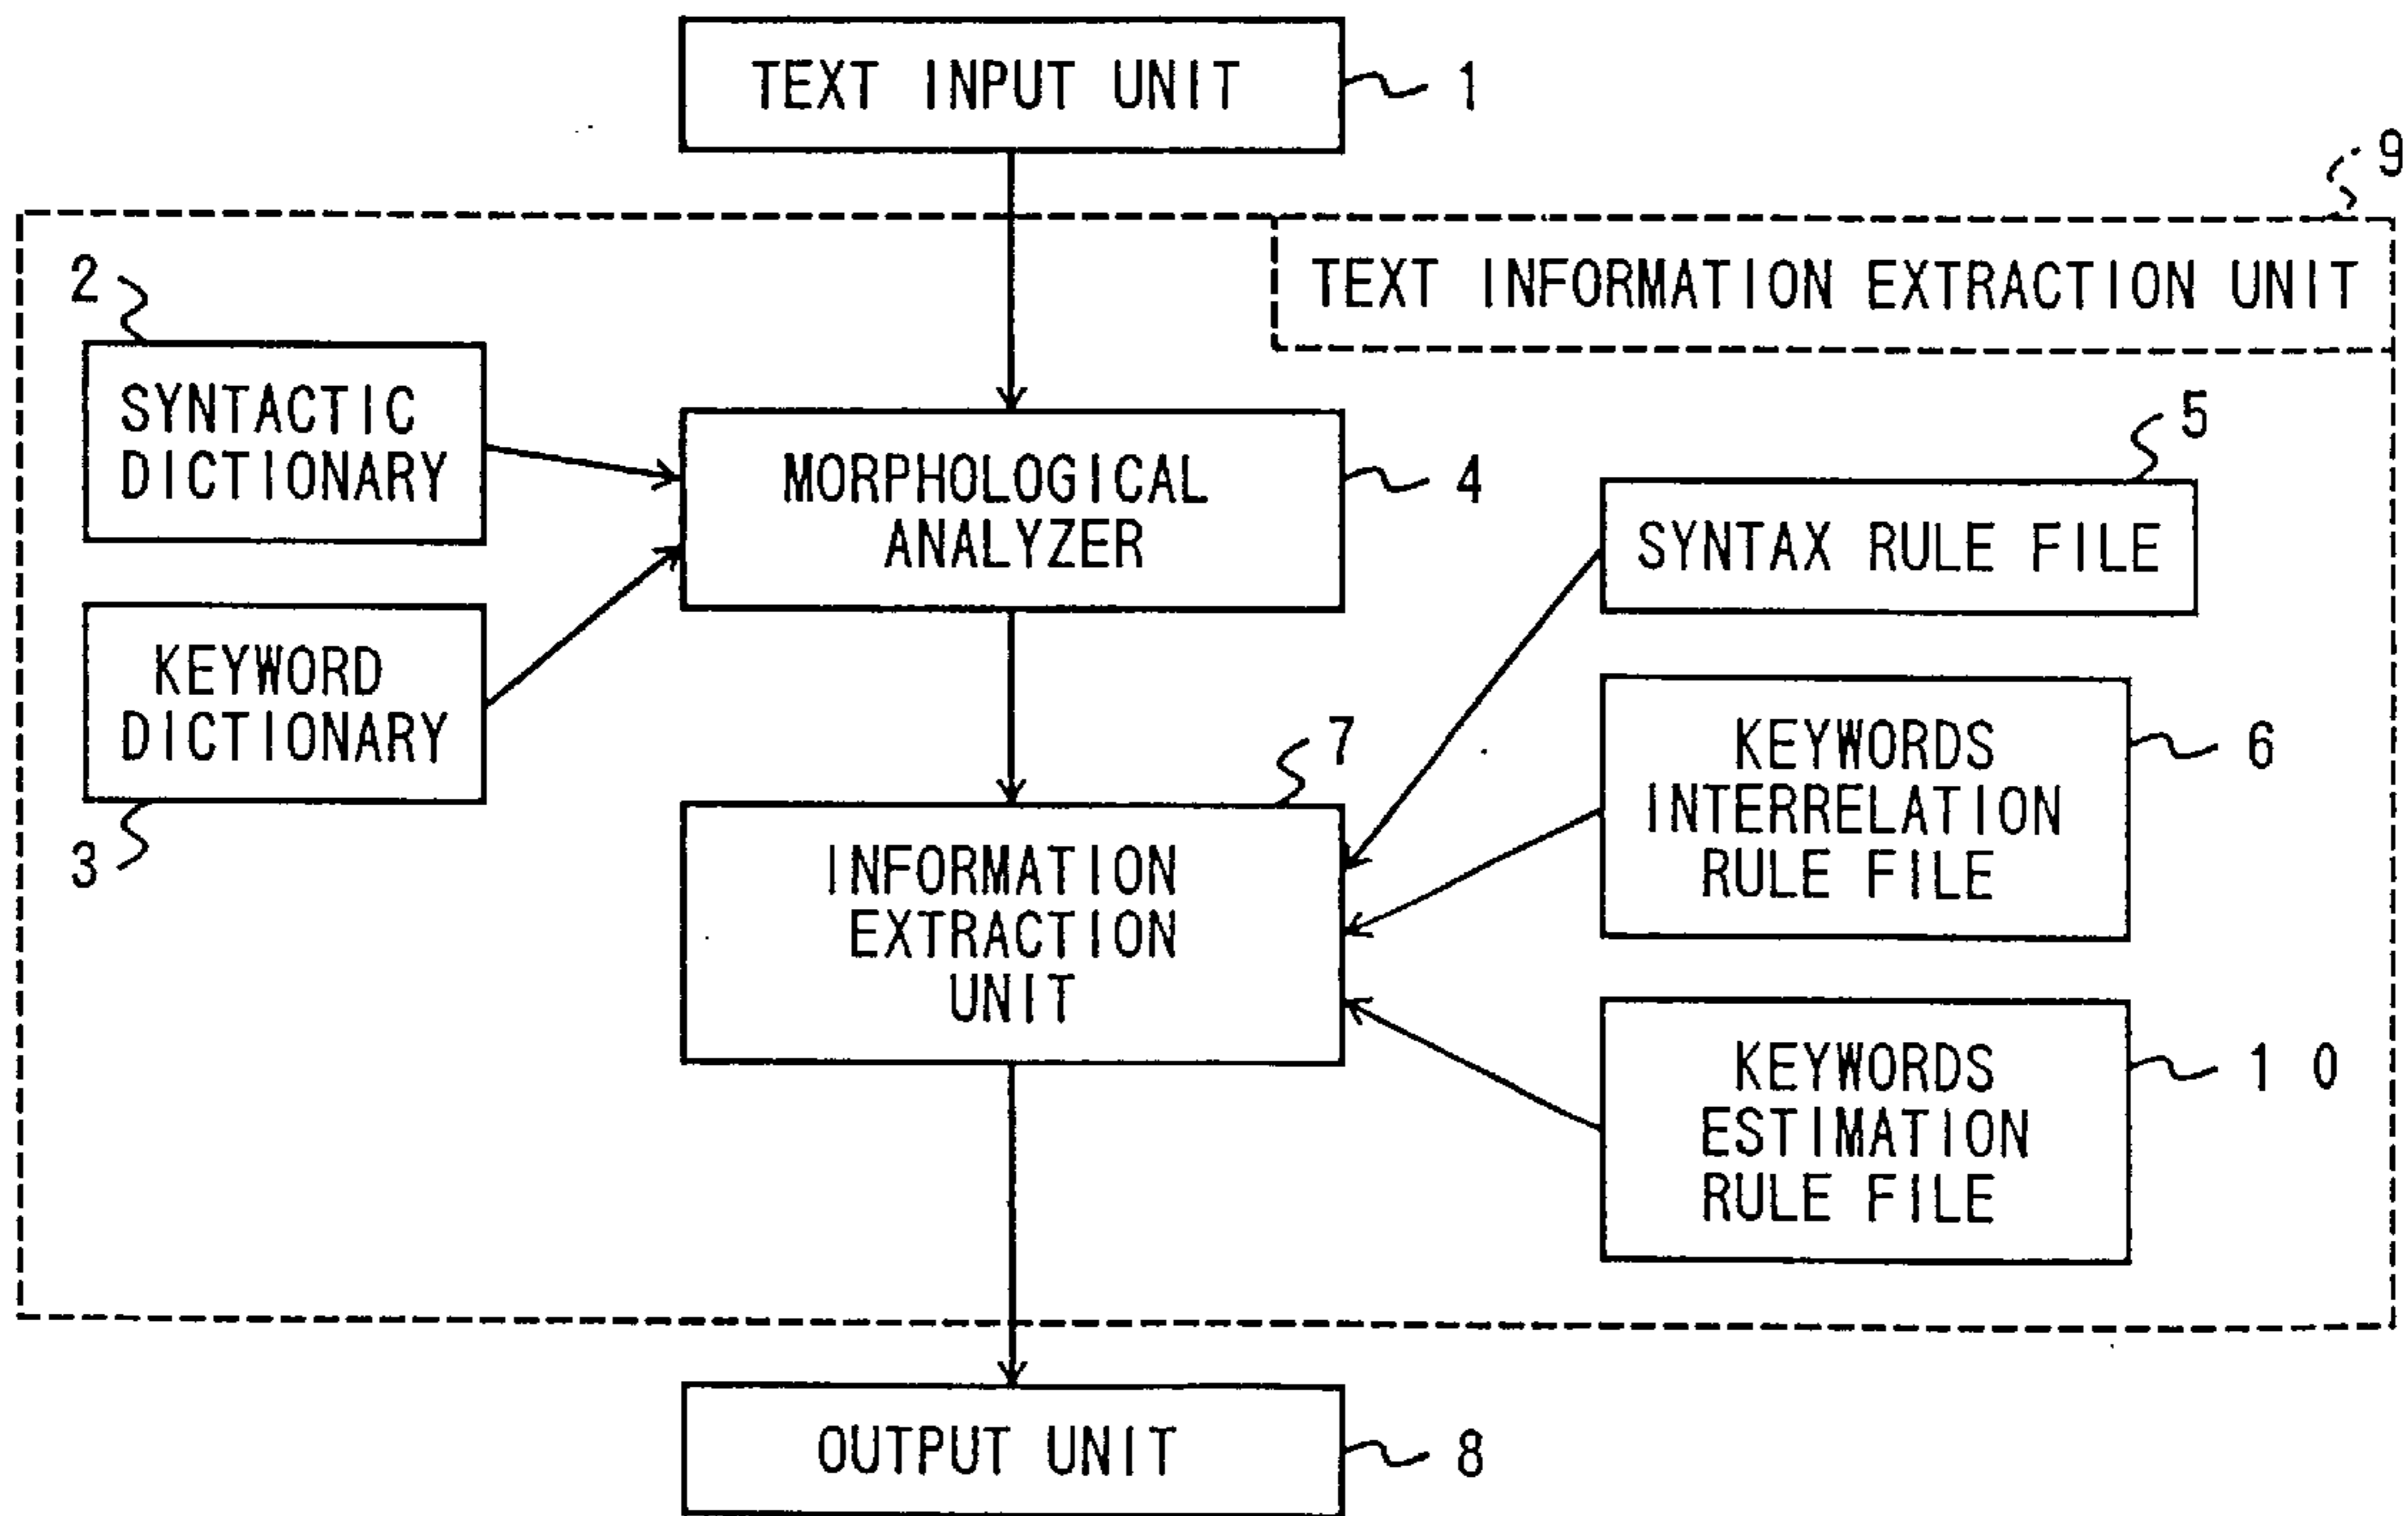 TEXT INPUT UNIT
1
9
TEXT INFORMATION EXTRACTION UNIT
2
SYNTACTIC
DICTIONARY
MORPHOLOGICAL
ANALYZER
4
5
SYNTAX RULE FILE
KEYWORD
DICTIONARY
3
7
INFORMATION
EXTRACTION
UNIT
KEYWORDS
INTERRELATION
RULE FILE
6
KEYWORDS
ESTIMATION
RULE FILE
1 0
OUTPUT UNIT
8